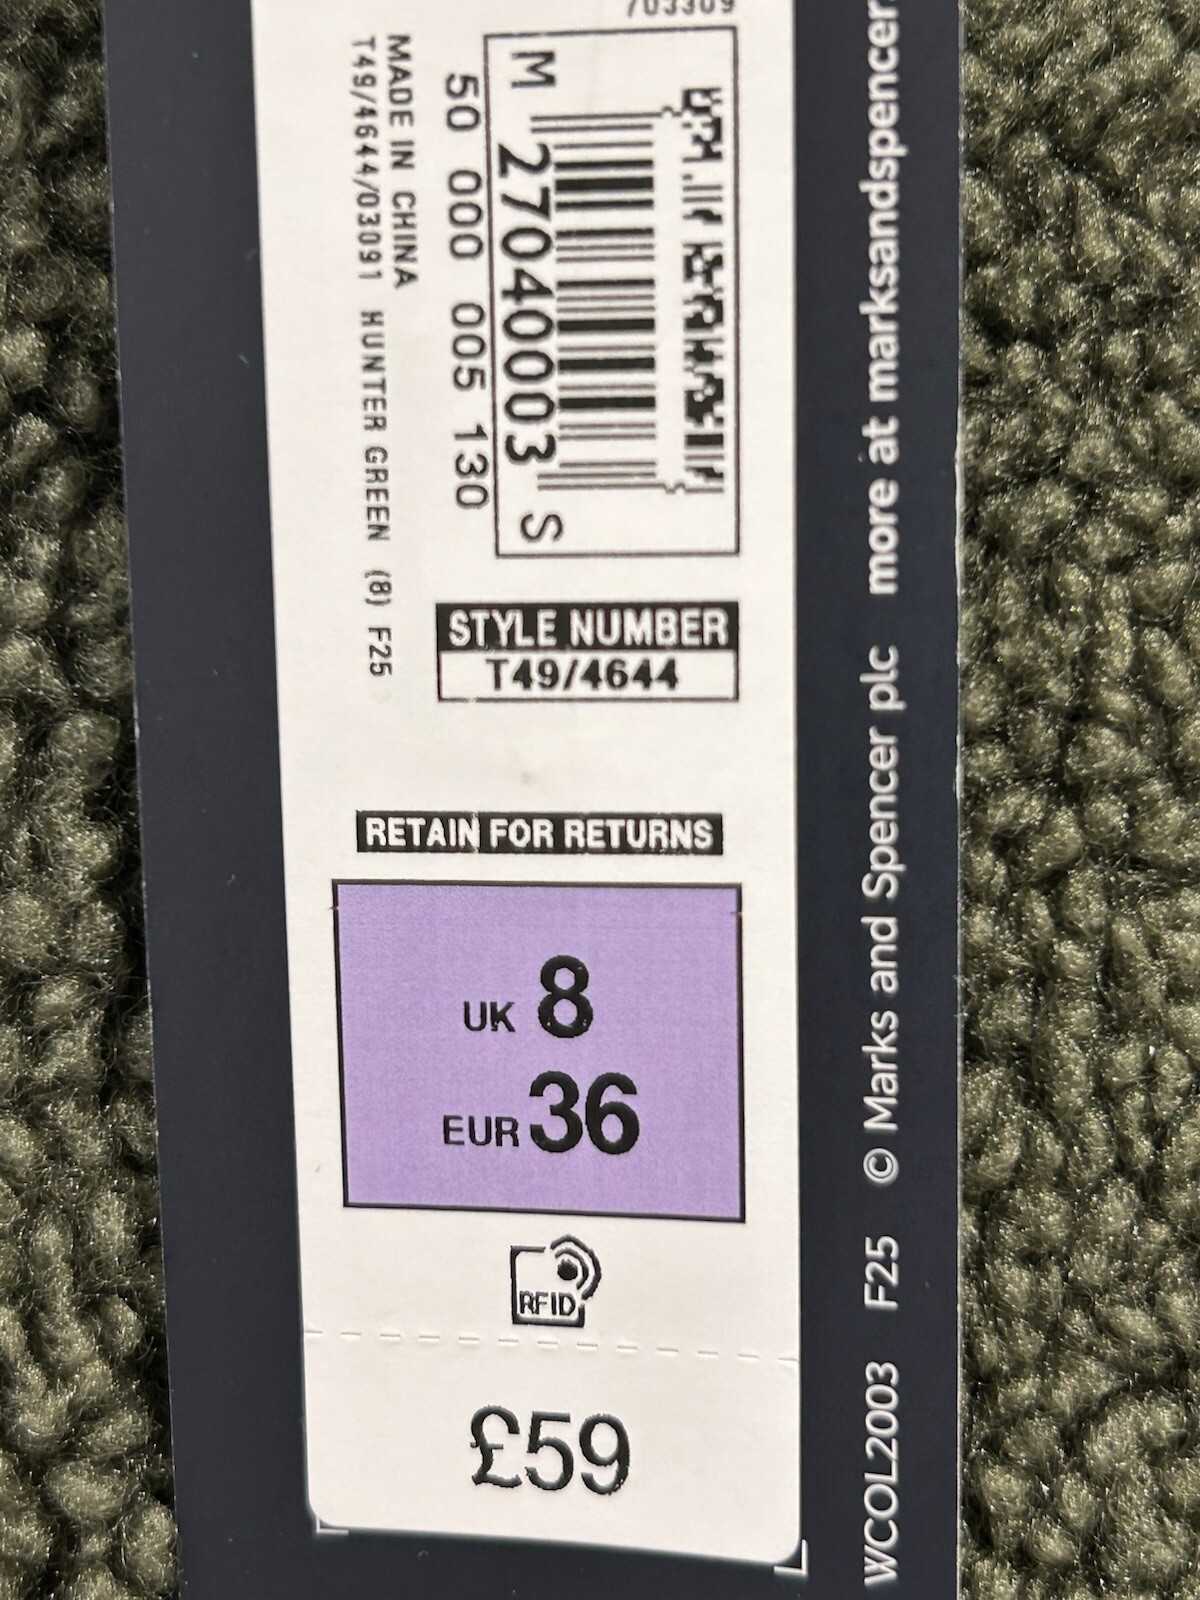 703309
M 27040003 S
50 000 005 130
MADE IN CHINA
T49/4644/03091 HUNTER GREEN (8) F25
STYLE NUMBER
T49/4644
RETAIN FOR RETURNS
UK 8
EUR 36
RFID
£59
WCOL2003 F25 © Marks and Spencer plc more at marksandspencer.